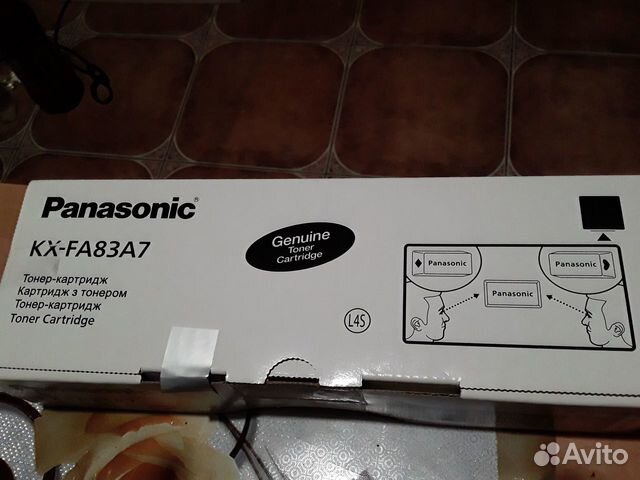 Panasonic®
KX-FA83A7
Тонер-картридж
Картридж з тонером
Тонер-картридж
Toner Cartridge
Genuine
Toner
Cartridge
L4S
Panasonic
Panasonic
Panasonic
Avito